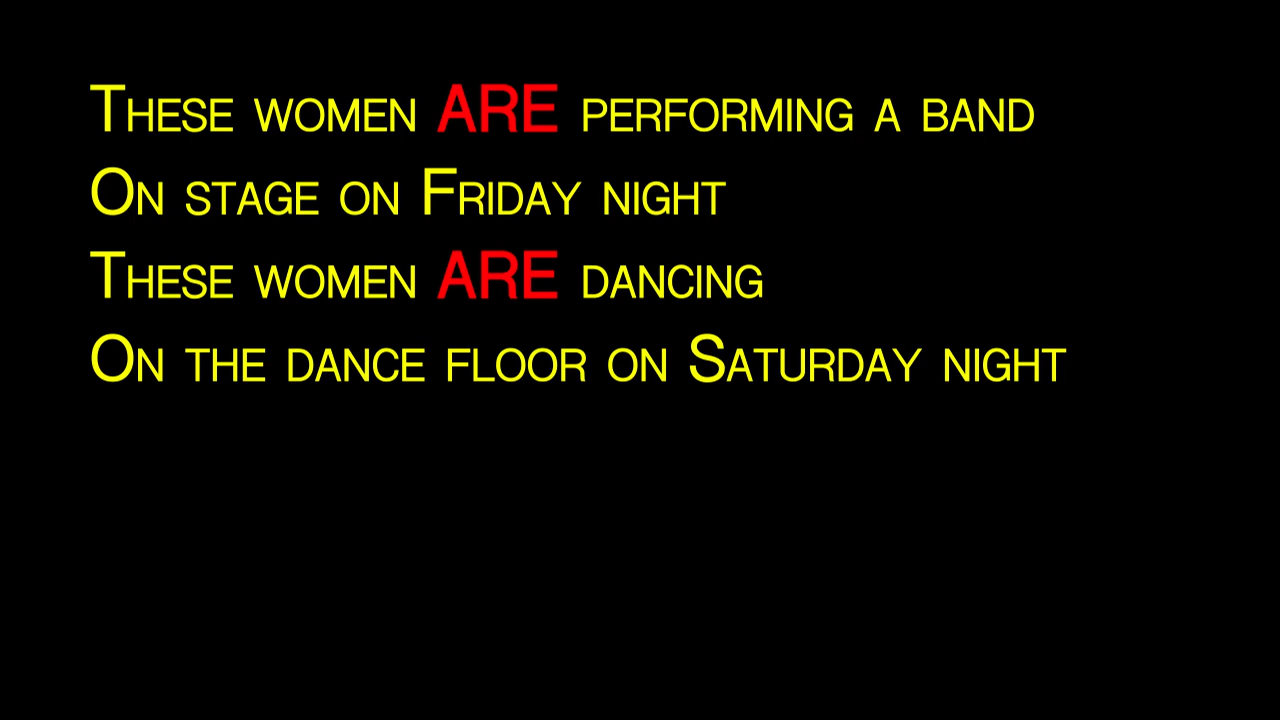 These women ARE performing a band
On stage on Friday night
These women ARE dancing
On the dance floor on Saturday night